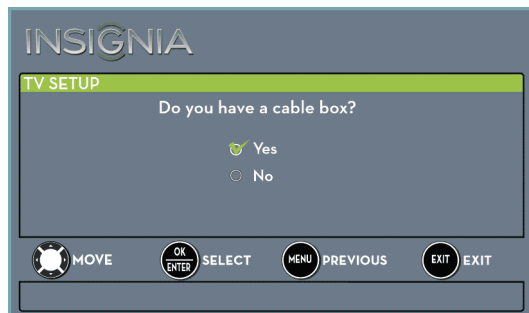 INSIGNIA
TV SETUP
Do you have a cable box?
Yes
No
MOVE OK ENTER SELECT MENU PREVIOUS EXIT EXIT